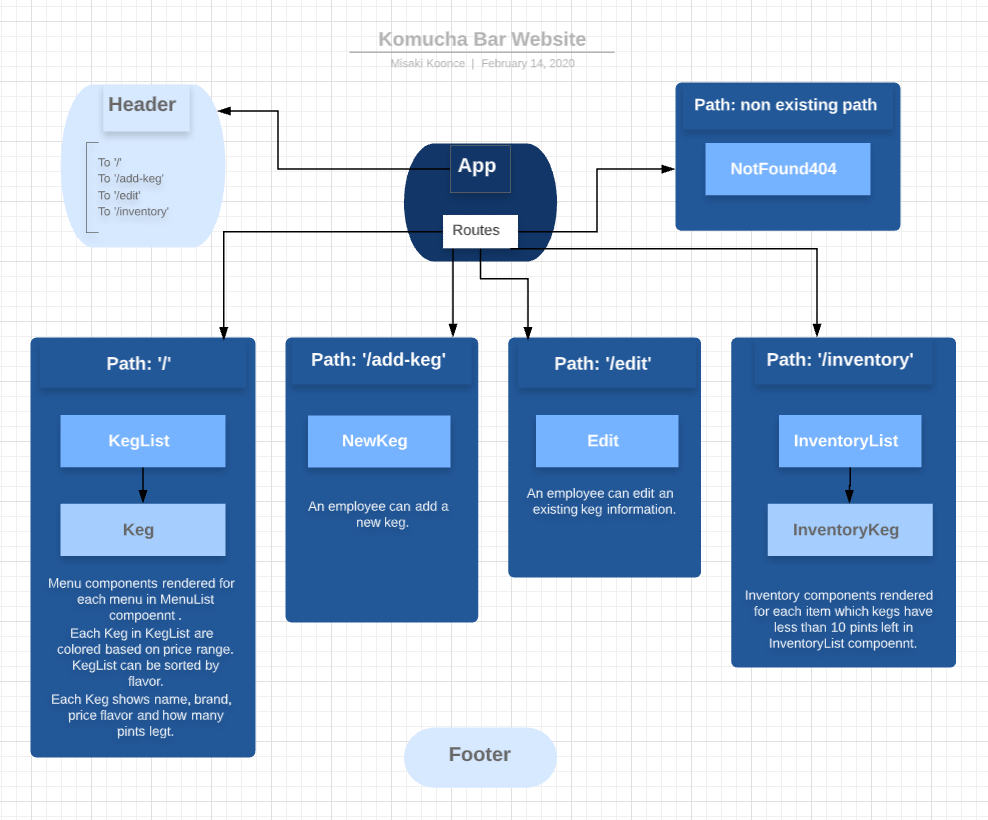 Komucha Bar Website
Misaki Koonce | February 14, 2020
Header
To '/'
To '/add-keg'
To '/edit'
To '/inventory'
App
Routes
Path: non existing path
NotFound404
Path: '/'
KegList
Keg
Menu components rendered for
each menu in MenuList
compoennt .
Each Keg in KegList are
colored based on price range.
KegList can be sorted by
flavor.
Each Keg shows name, brand,
price flavor and how many
pints legt.
Path: '/add-keg'
NewKeg
An employee can add a
new keg.
Path: '/edit'
Edit
An employee can edit an
existing keg information.
Path: '/inventory'
InventoryList
InventoryKeg
Inventory components rendered
for each item which kegs have
less than 10 pints left in
InventoryList compoennt.
Footer